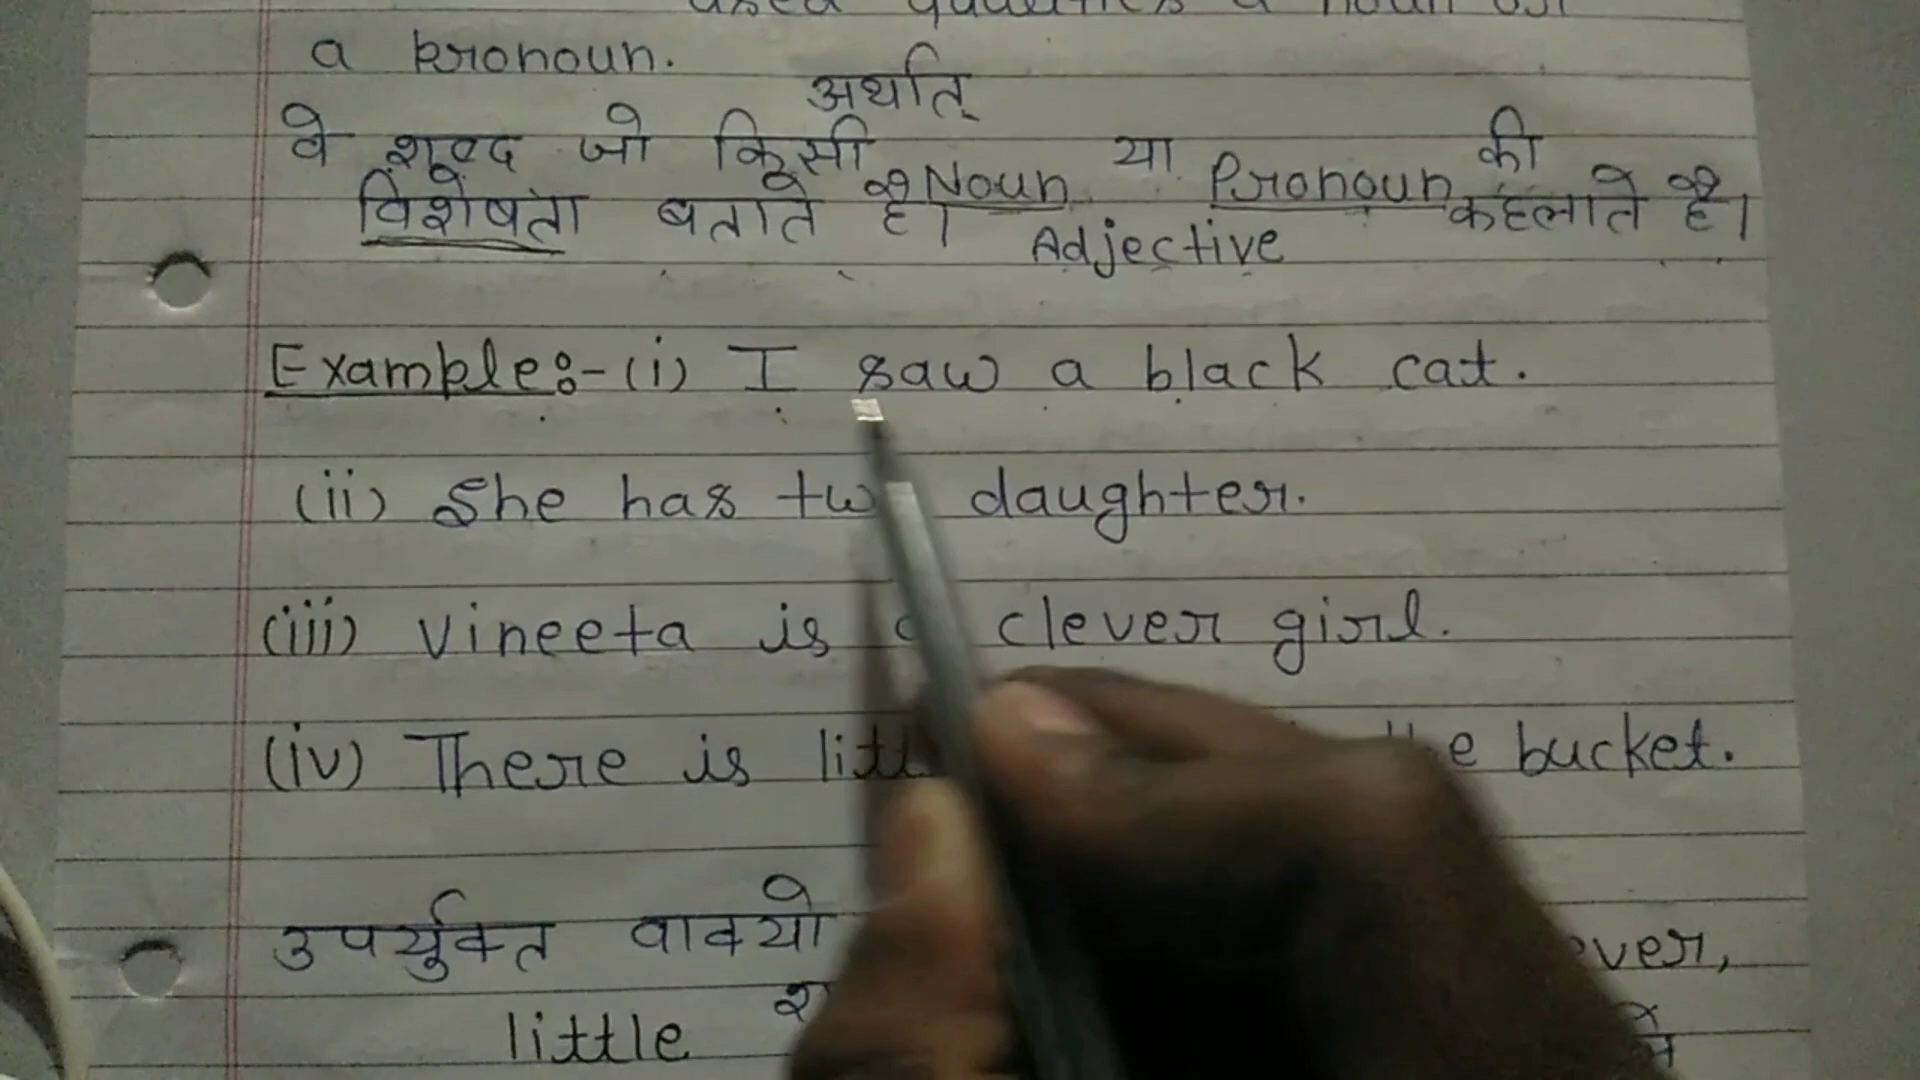 a pronoun.
अर्थात्
वे शब्द जो किसी Noun या Pronoun की
विशेषता बताते है। Adjective कहलाते है।
Example:-(i) I saw a black cat.
(ii) She has daughter.
(iii) Vineeta is clever girl.
(iv) There is bucket.
उपर्युक्त वाक्यो
little